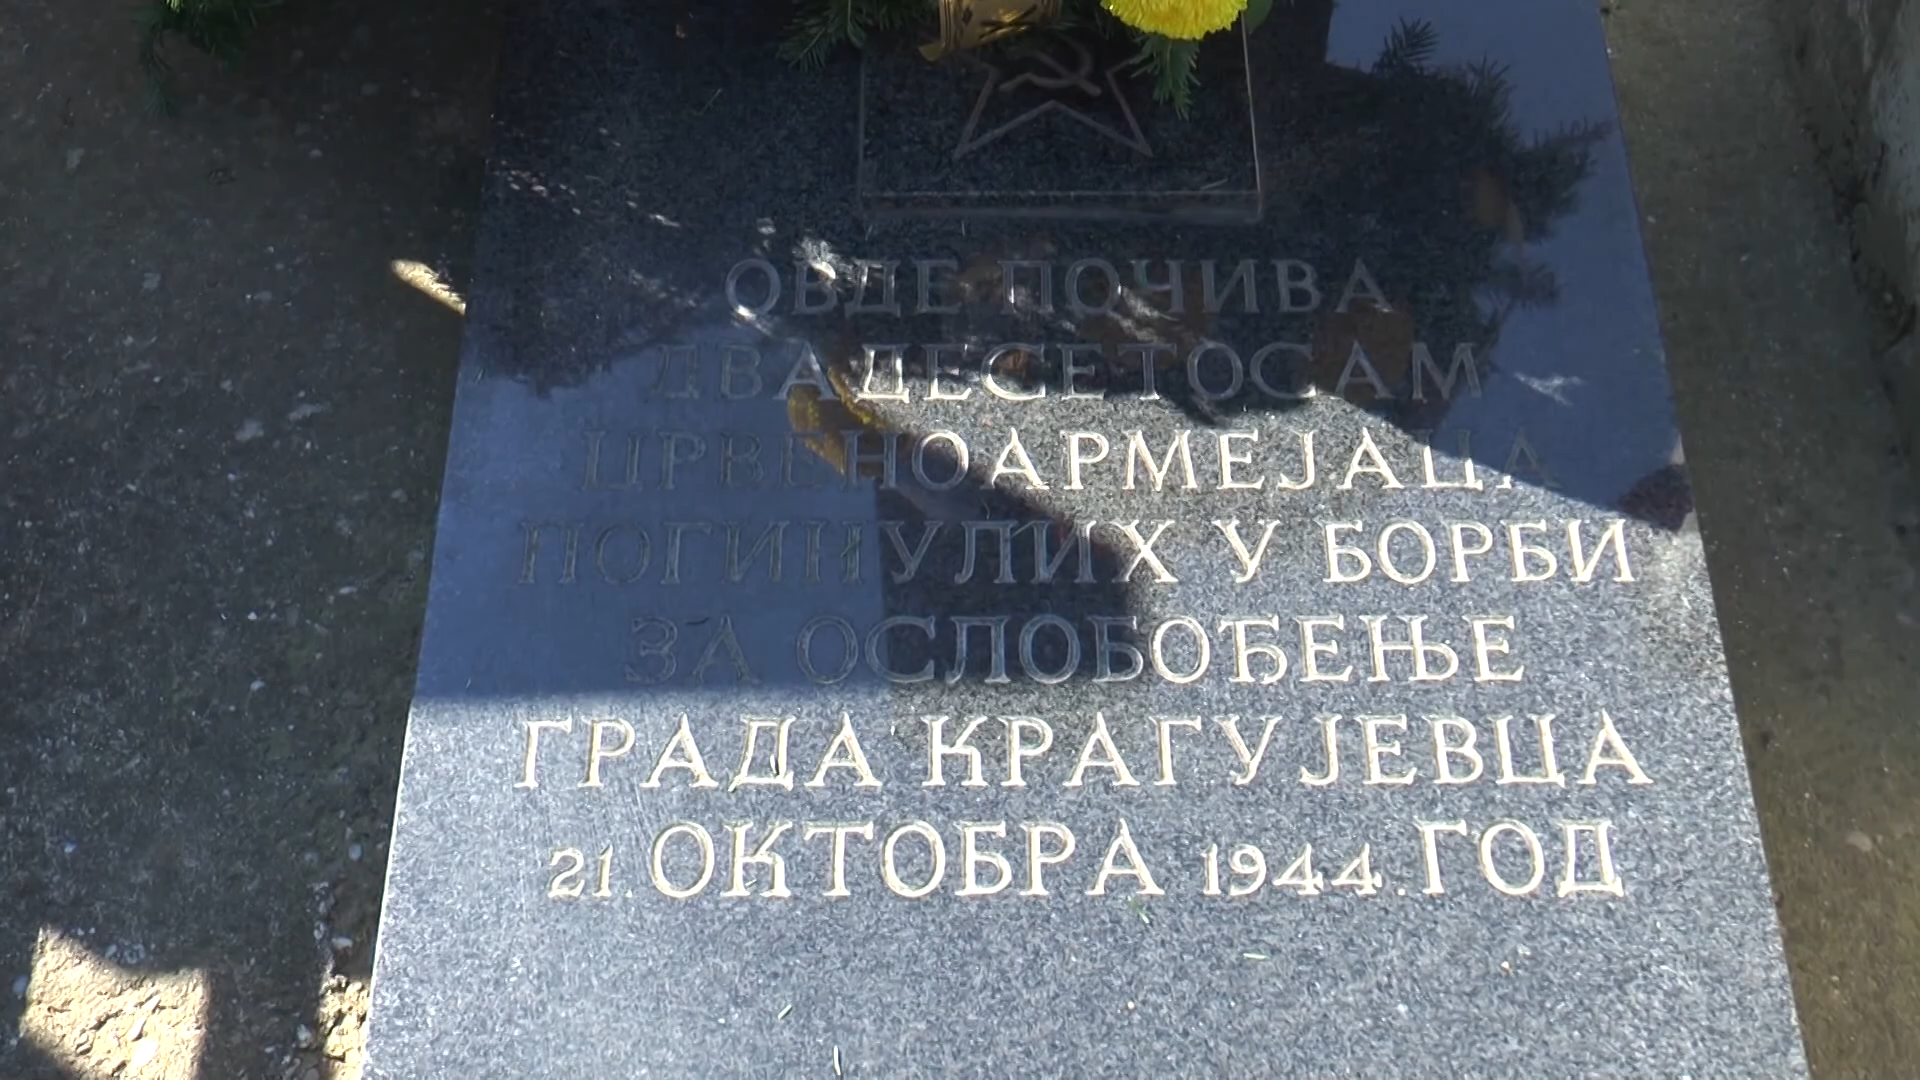 ОВДЕ ПОЧИВА
ДВАДЕСЕТОСАМ
ЦРВЕНОАРМЕЈАЦА
ПОГИНУЛИХ У БОРБИ
ЗА ОСЛОБОЂЕЊЕ
ГРАДА КРАГУЈЕВЦА
21. ОКТОБРА 1944. ГОД